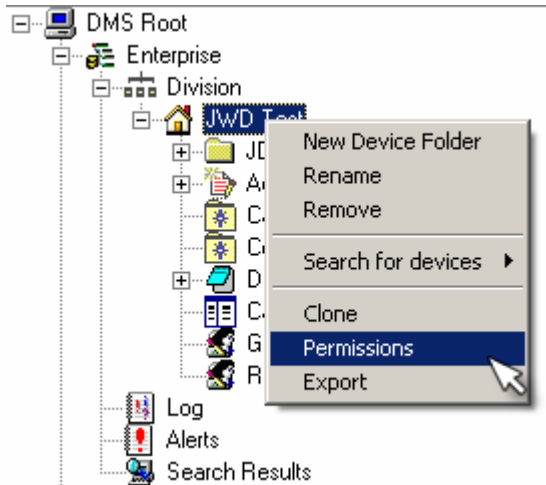 DMS Root
Enterprise
Division
JWD
New Device Folder
Rename
Remove
Search for devices
Clone
Permissions
Export
Log
Alerts
Search Results